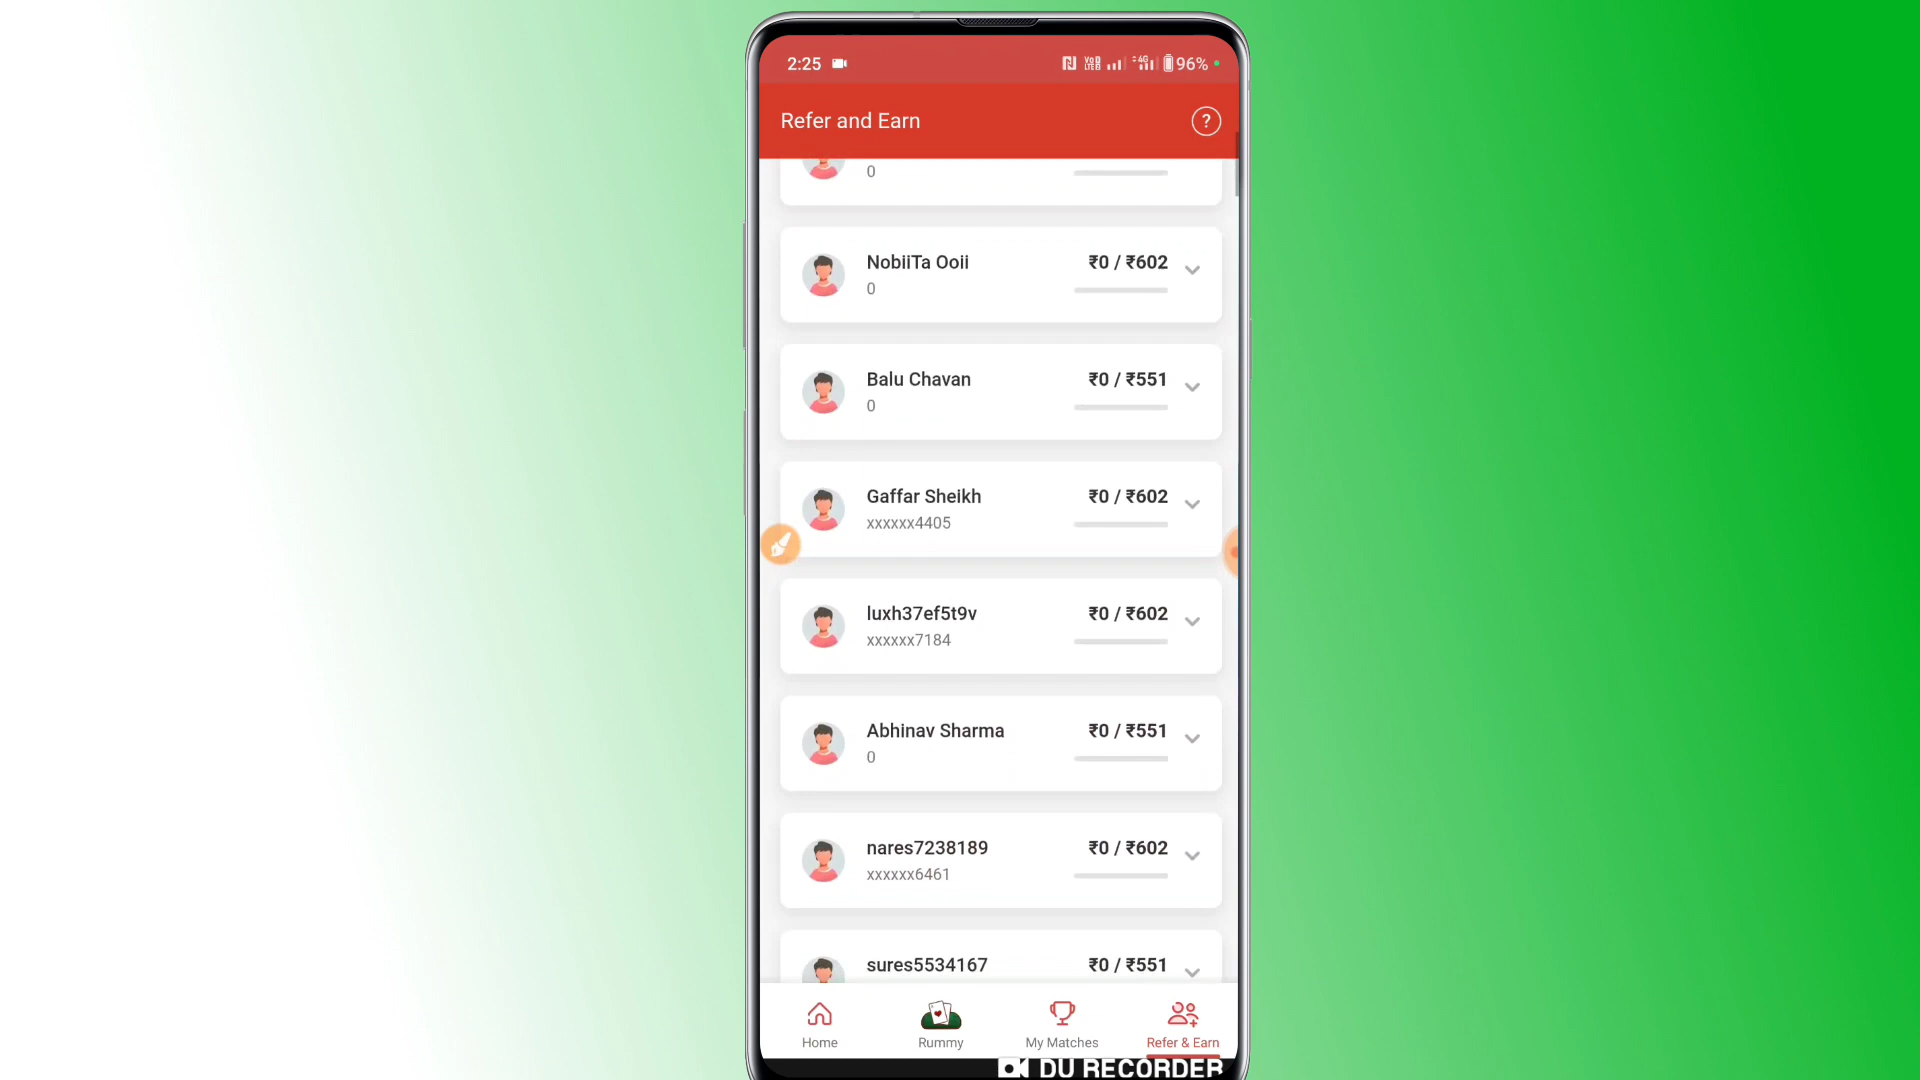 2:25
4G
96%
Refer and Earn
?
0
NobiiTa Ooii
₹0 / ₹602
0
Balu Chavan
₹0 / ₹551
0
Gaffar Sheikh
₹0 / ₹602
xxxxxx4405
luxh37ef5t9v
₹0 / ₹602
xxxxxx7184
Abhinav Sharma
₹0 / ₹551
0
nares7238189
₹0 / ₹602
xxxxxx6461
sures5534167
₹0 / ₹551
Home
Rummy
My Matches
Refer & Earn
DU RECORDER